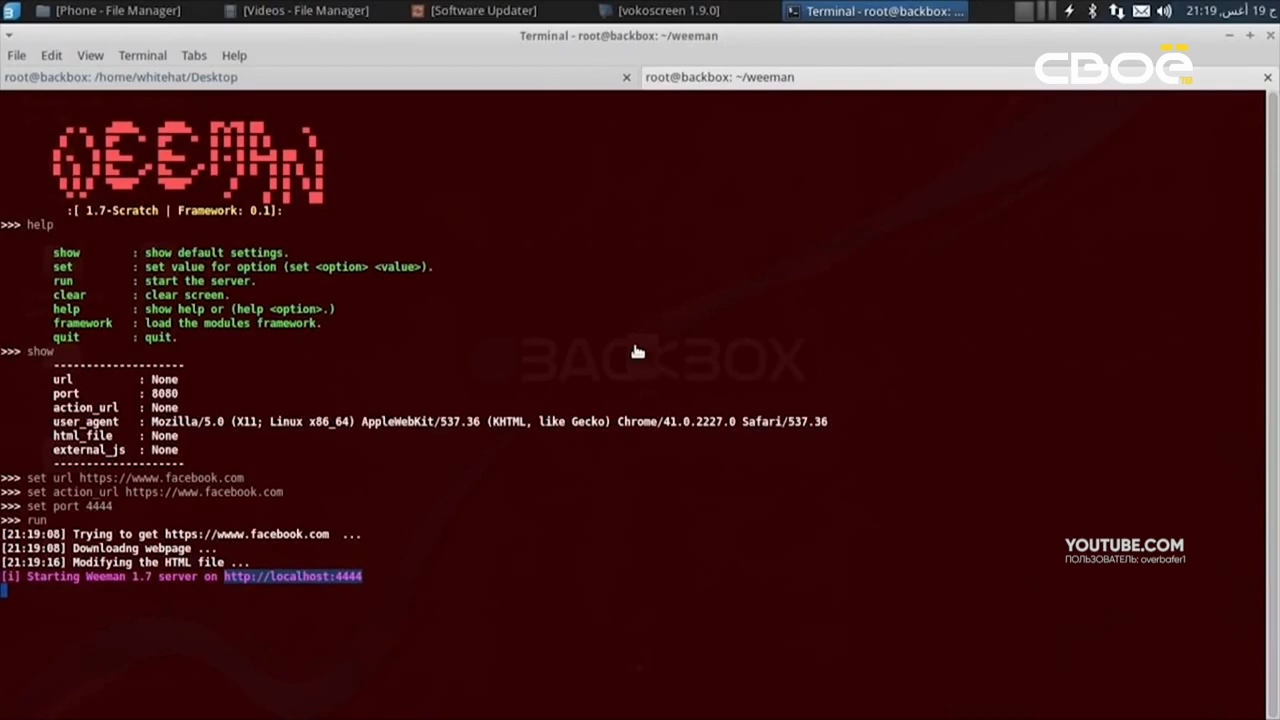 [Phone - File Manager] [Videos - File Manager] [Software Updater] [vokoscreen 1.9.0] Terminal - root@backbox: ... ح 19 أغس, 21:19
Terminal - root@backbox: ~/weeman
File Edit View Terminal Tabs Help
СВОЁ
root@backbox: /home/whitehat/Desktop root@backbox: ~/weeman
WEEMAN
:[ 1.7-Scratch | Framework: 0.1]:
>>> help
show : show default settings.
set : set value for option (set <option> <value>).
run : start the server.
clear : clear screen.
help : show help or (help <option>.)
framework : load the modules framework.
quit : quit.
>>> show
BACKBOX
--------------------
url : None
port : 8080
action_url : None
user_agent : Mozilla/5.0 (X11; Linux x86_64) AppleWebKit/537.36 (KHTML, like Gecko) Chrome/41.0.2227.0 Safari/537.36
html_file : None
external_js : None
--------------------
>>> set url https://wwww.facebook.com
>>> set action_url https://www.facebook.com
>>> set port 4444
>>> run
[21:19:08] Trying to get https://wwww.facebook.com ...
[21:19:08] Downloadng webpage ...
[21:19:16] Modifying the HTML file ...
[i] Starting Weeman 1.7 server on http://localhost:4444
YOUTUBE.COM
ПОЛЬЗОВАТЕЛЬ: overbafer1